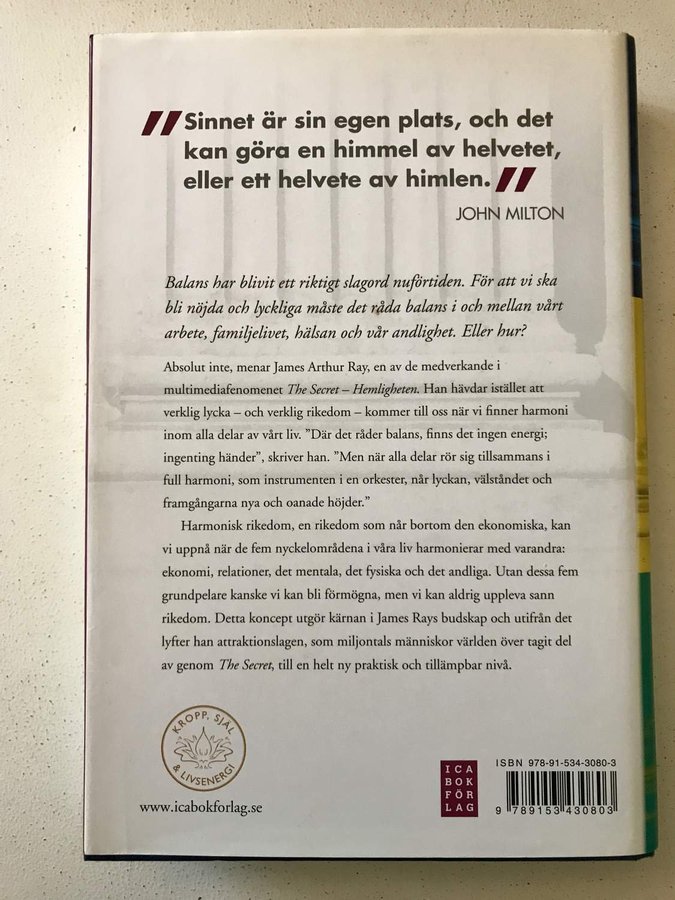 "Sinnet är sin egen plats, och det
kan göra en himmel av helvetet,
eller ett helvete av himlen."
JOHN MILTON
Balans har blivit ett riktigt slagord nuförtiden. För att vi ska
bli nöjda och lyckliga måste det råda balans i och mellan vårt
arbete, familjelivet, hälsan och vår andlighet. Eller hur?
Absolut inte, menar James Arthur Ray, en av de medverkande i
multimediafenomenet The Secret – Hemligheten. Han hävdar istället att
verklig lycka – och verklig rikedom – kommer till oss när vi finner harmoni
inom alla delar av vårt liv. ”Där det råder balans, finns det ingen energi;
ingenting händer”, skriver han. ”Men när alla delar rör sig tillsammans i
full harmoni, som instrumenten i en orkester, når lyckan, välståndet och
framgångarna nya och oanade höjder.”
Harmonisk rikedom, en rikedom som når bortom den ekonomiska, kan
vi uppnå när de fem nyckelområdena i våra liv harmonierar med varandra:
ekonomi, relationer, det mentala, det fysiska och det andliga. Utan dessa fem
grundpelare kanske vi kan bli förmögna, men vi kan aldrig uppleva sann
rikedom. Detta koncept utgör kärnan i James Rays budskap och utifrån det
lyfter han attraktionslagen, som miljontals människor världen över tagit del
av genom The Secret, till en helt ny praktisk och tillämpbar nivå.
KROPP, SJÄL
& LIVSENERGI
www.icabokforlag.se
ICA
BOK
FÖR
LAG
ISBN 978-91-534-3080-3
9 789153 430803